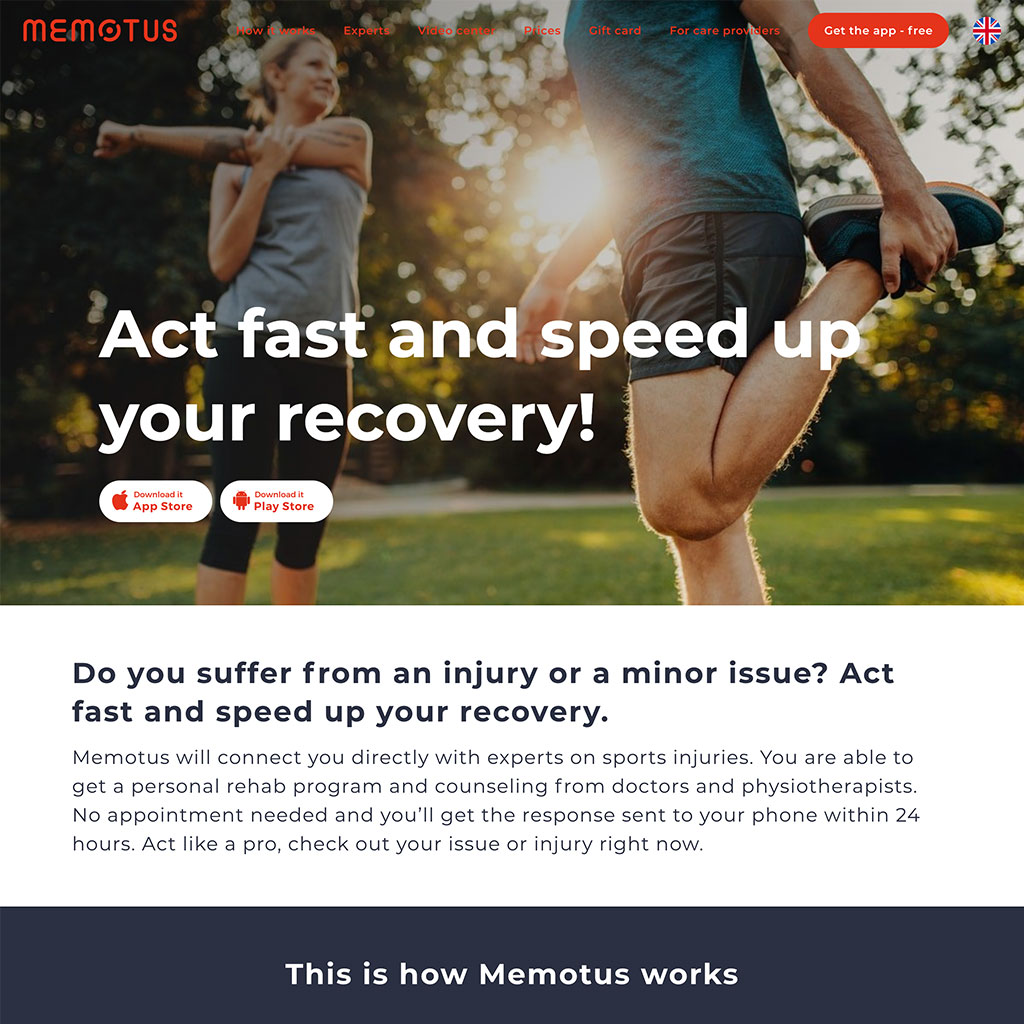 MEMOTUS
How it works
Experts
Video center
Prices
Gift card
For care providers
Get the app - free
Act fast and speed up
your recovery!
Download it
App Store
Download it
Play Store
Do you suffer from an injury or a minor issue? Act
fast and speed up your recovery.
Memotus will connect you directly with experts on sports injuries. You are able to
get a personal rehab program and counseling from doctors and physiotherapists.
No appointment needed and you’ll get the response sent to your phone within 24
hours. Act like a pro, check out your issue or injury right now.
This is how Memotus works